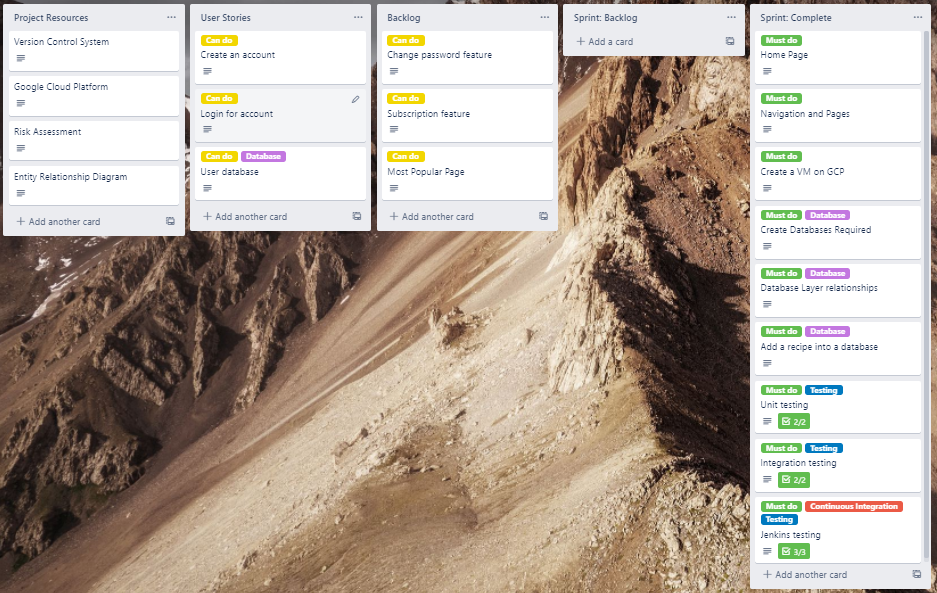 Project Resources
Version Control System
Google Cloud Platform
Risk Assessment
Entity Relationship Diagram
+ Add another card
User Stories
Can do
Create an account
Can do
Login for account
Can do Database
User database
+ Add another card
Backlog
Can do
Change password feature
Can do
Subscription feature
Can do
Most Popular Page
+ Add another card
Sprint: Backlog
+ Add a card
Sprint: Complete
Must do
Home Page
Must do
Navigation and Pages
Must do
Create a VM on GCP
Must do Database
Create Databases Required
Must do Database
Database Layer relationships
Must do Database
Add a recipe into a database
Must do Testing
Unit testing
2/2
Must do Testing
Integration testing
2/2
Must do Continuous Integration
Testing
Jenkins testing
3/3
+ Add another card